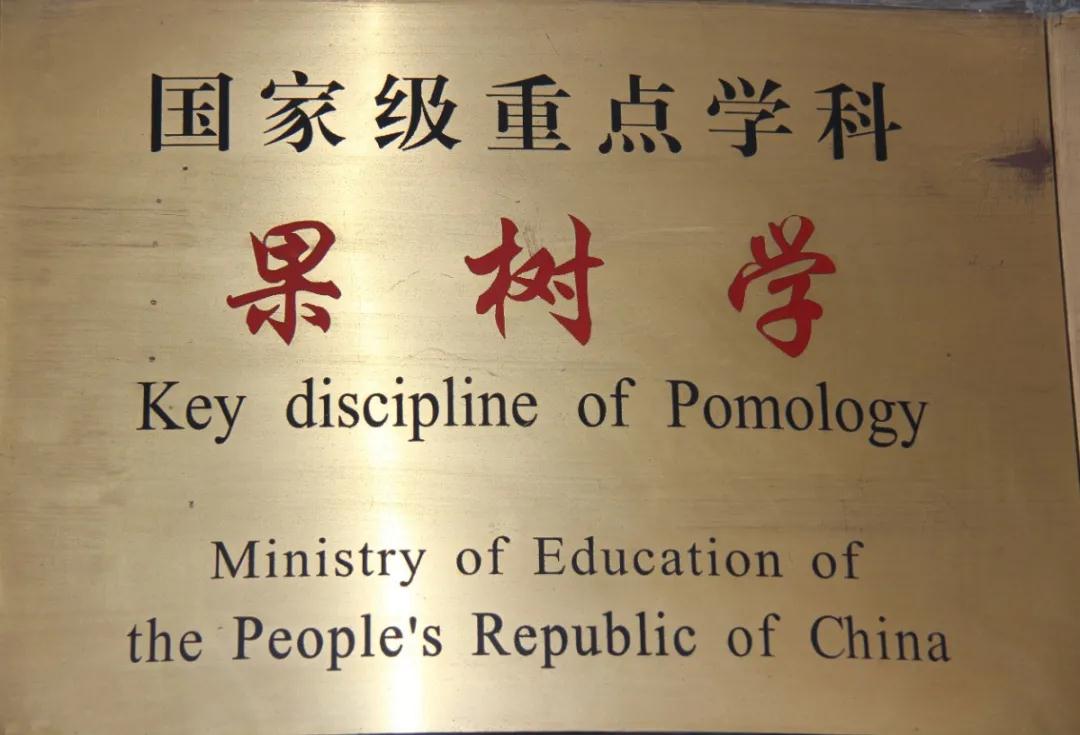 国家级重点学科
果树学
Key discipline of Pomology
Ministry of Education of
the People's Republic of China